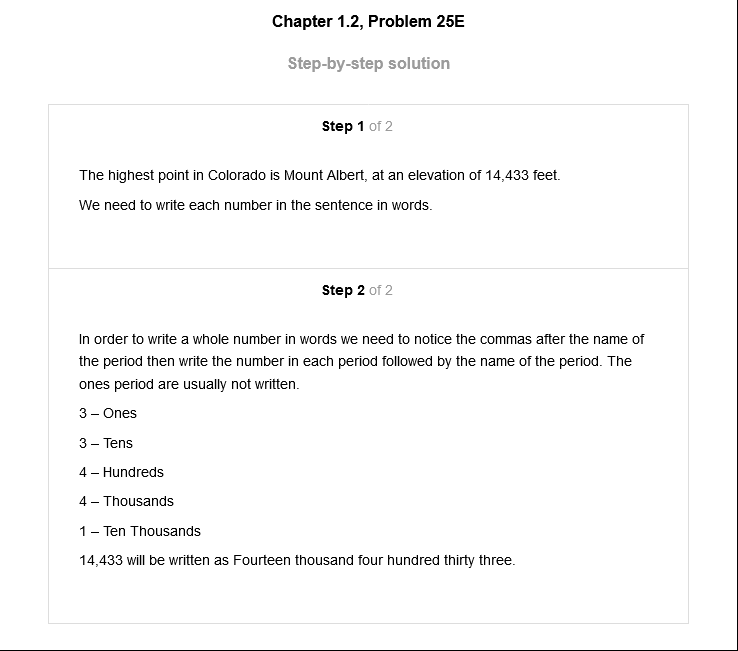 Chapter 1.2, Problem 25E
Step-by-step solution
Step 1 of 2
The highest point in Colorado is Mount Albert, at an elevation of 14,433 feet.
We need to write each number in the sentence in words.
Step 2 of 2
In order to write a whole number in words we need to notice the commas after the name of
the period then write the number in each period followed by the name of the period. The
ones period are usually not written.
3 – Ones
3 – Tens
4 – Hundreds
4 – Thousands
1 – Ten Thousands
14,433 will be written as Fourteen thousand four hundred thirty three.